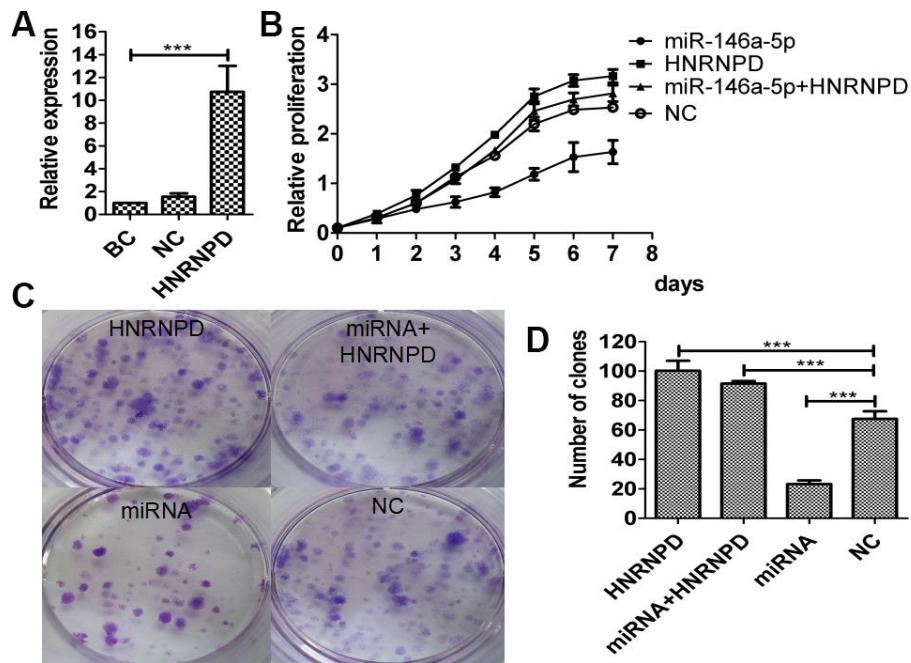 A
***
Relative expression
16
14
12
10
8
6
4
2
0
BC
NC
HNRNPD
B
Relative proliferation
4
3
2
1
0
0 1 2 3 4 5 6 7 8
days
miR-146a-5p
HNRNPD
miR-146a-5p+HNRNPD
NC
C
HNRNPD
miRNA+
HNRNPD
miRNA
NC
D
***
***
***
Number of clones
120
100
80
60
40
20
0
HNRNPD
miRNA+HNRNPD
miRNA
NC